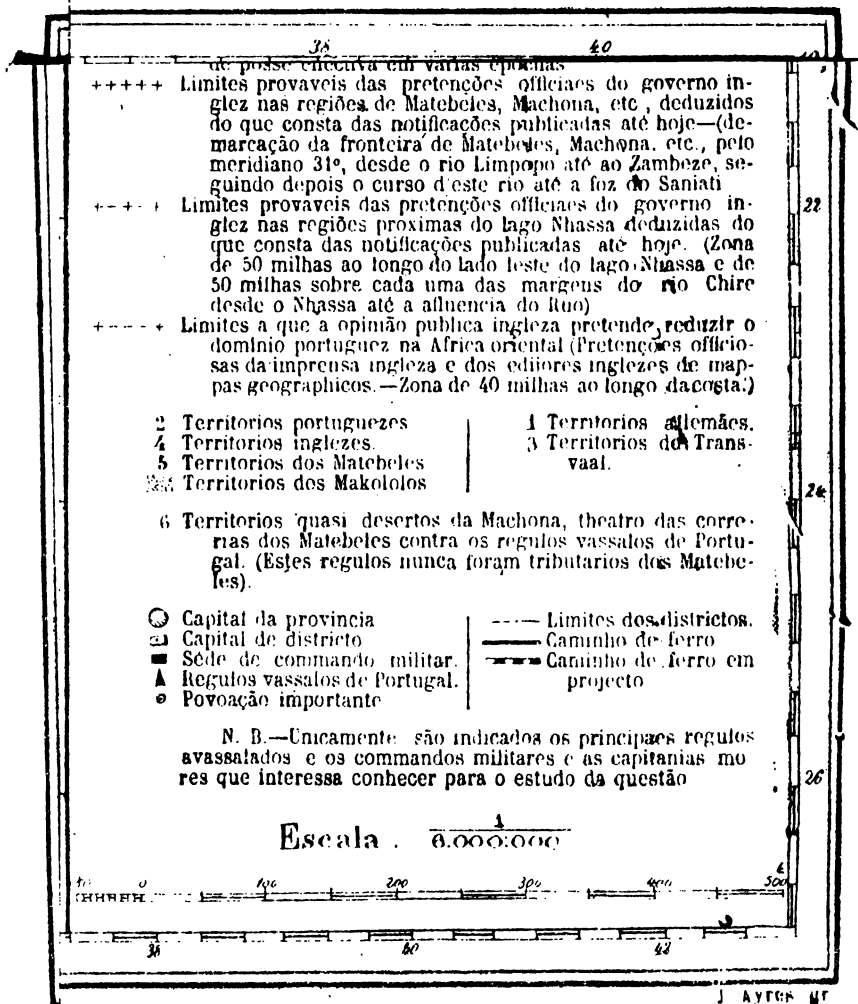 38 40
de posse effectiva em varias epochas
+++++ Limites provaveis das pretenções officiaes do governo in-
glez nas regiões de Matebeles, Machona, etc., deduzidos
do que consta das notificações publicadas até hoje—(de-
marcação da fronteira de Matebeles, Machona. etc., pelo
meridiano 31º, desde o rio Limpopo até ao Zambeze, se-
guindo depois o curso d'este rio até a foz do Saniati
Limites provaveis das pretenções officiaes do governo in-
22
glez nas regiões proximas do lago Nhassa deduzidas do
que consta das notificações publicadas até hoje. (Zona
de 50 milhas ao longo do lado leste do lago Nhassa e de
50 milhas sobre cada uma das margens do rio Chire
desde o Nhassa até a affluencia do Ruo)
+----+ Limites a que a opinião publica ingleza pretende reduzir o
dominio portuguez na Africa oriental (Pretenções officio-
sas da imprensa ingleza e dos edijores inglezes de map-
pas geographicos.—Zona de 40 milhas ao longo da costa.)
2 Territorios portuguezes
4 Territorios inglezes.
5 Territorios dos Matebeles
Territorios dos Makololos
1 Territorios allemães.
3 Territorios do Trans-
vaal.
24
6 Territorios quasi desertos da Machona, theatro das corre-
rias dos Matebeles contra os regulos vassalos de Portu-
gal. (Estes regulos nunca foram tributarios dos Matebe-
les).
Capital da provincia
Capital de districto
Séde de commando militar.
Regulos vassalos de Portugal.
Povoação importante
Limites dos districtos.
Caminho de ferro
Caminho de ferro em
projecto
N. B.—Unicamente são indicados os principaes regulos
avassalados e os commandos militares e as capitanias mo
res que interessa conhecer para o estudo da questão
26
Escala . 1
6.000:000
0 100 200 300 400 500
38 40 42
J Ayres